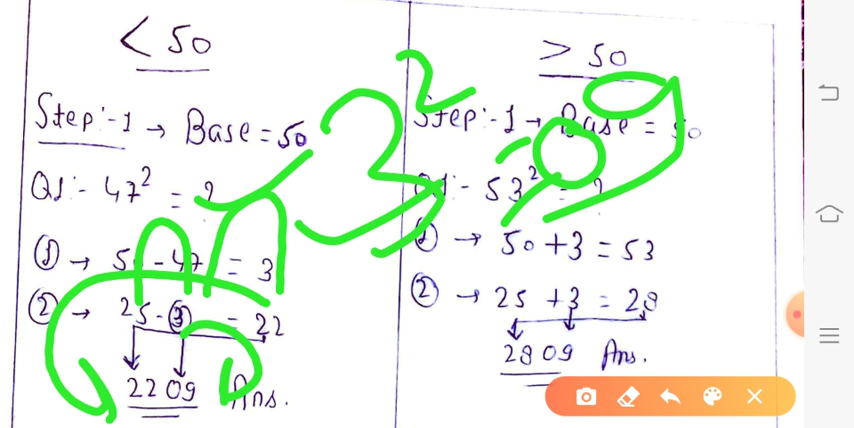 < 50
Step:-1 → Base = 50
Q1:- 47² = ?
① → 50 - 47 = 3
② → 25 - 3 = 22
2209 Ans.
> 50
Step:-1 → Base = 50
Q1:- 53² = ?
① → 50 + 3 = 53
② → 25 + 3 = 28
2809 Ans.